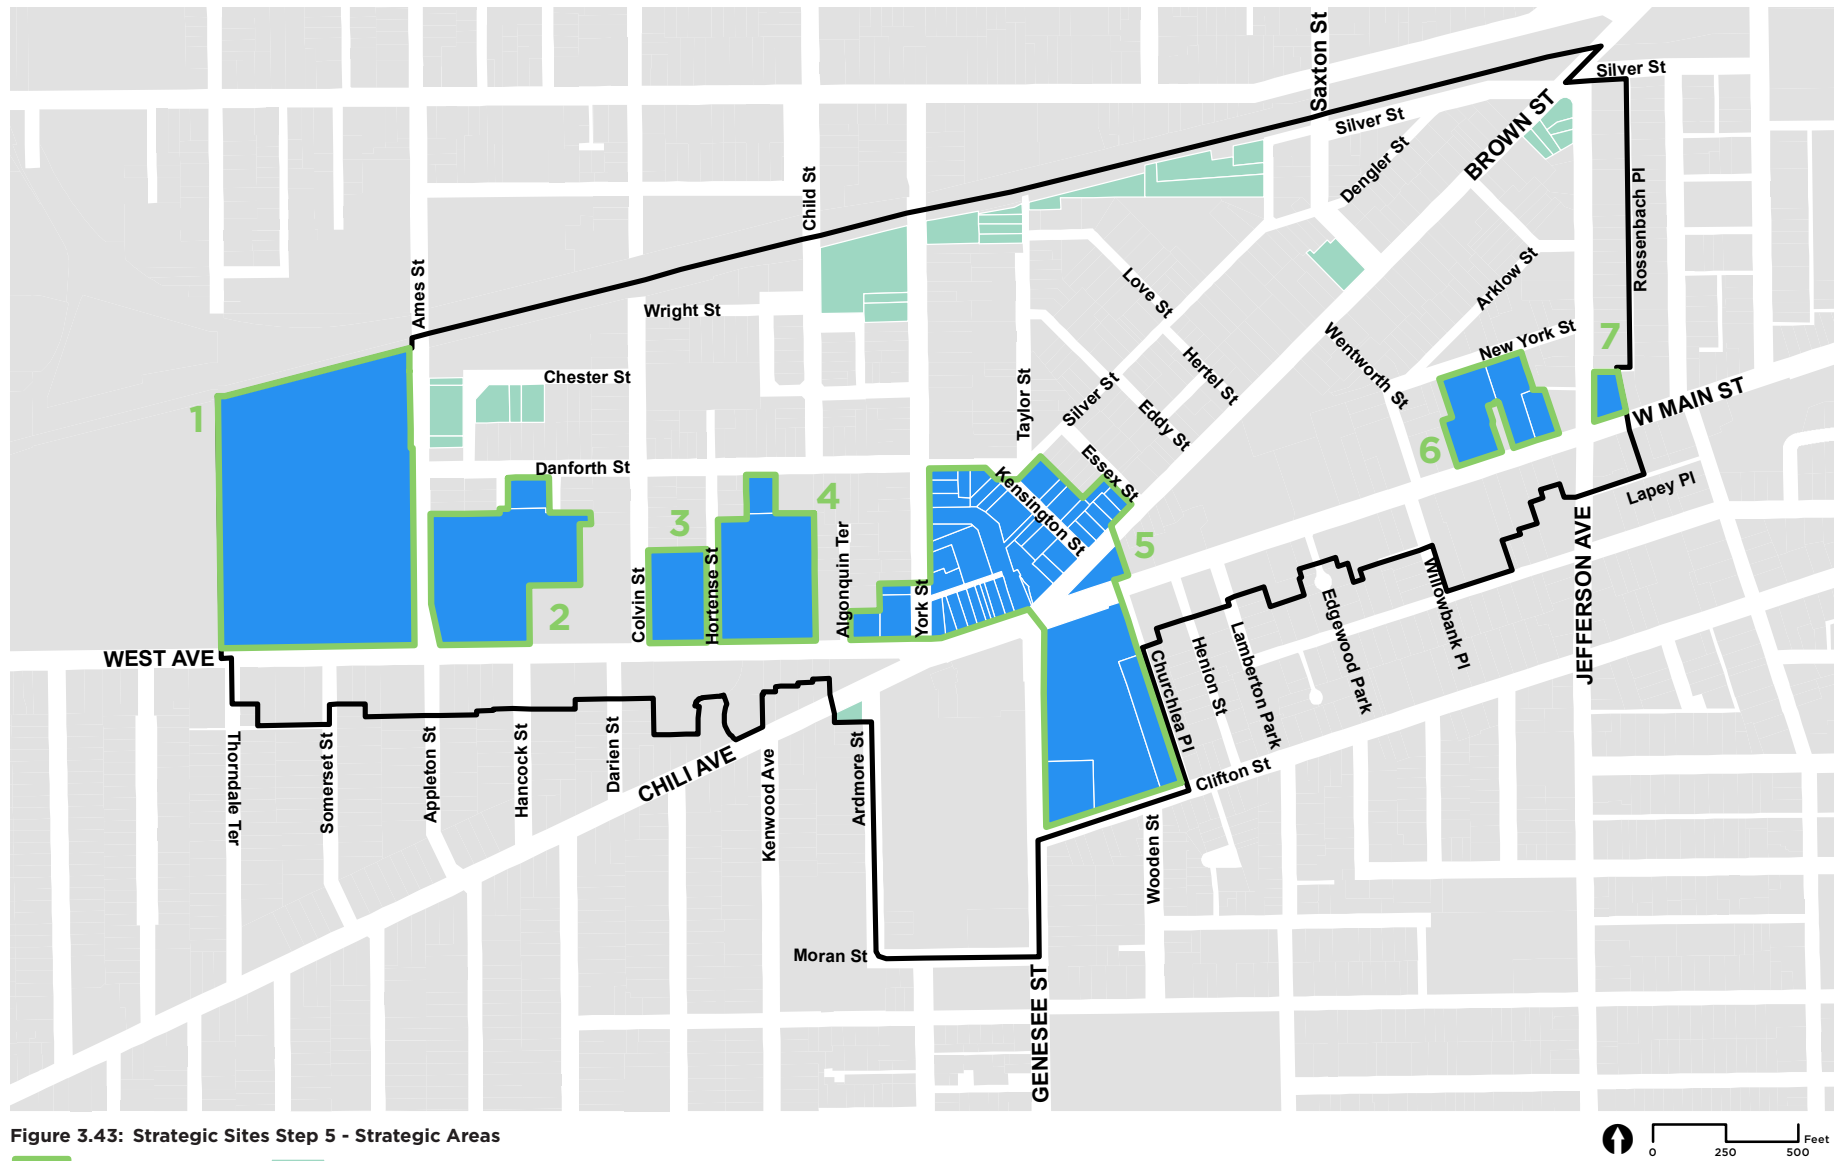 Saxton St
Silver St
Silver St
BROWN ST
Dengler St
Child St
Rossenbach Pl
Ames St
Love St
Arklow St
Wright St
Wentworth St
New York St
7
Hertel St
Chester St
Taylor St
Silver St
Eddy St
W MAIN ST
1
6
Danforth St
Essex St
Kensington St
Lapey Pl
4
3
5
2
Colvin St
Hortense St
Algonquin Ter
York St
JEFFERSON AVE
Willowbank Pl
Edgewood Park
Lamberton Park
Henion St
Churchlea Pl
WEST AVE
Thorndale Ter
Somerset St
Appleton St
Hancock St
Darien St
CHILI AVE
Kenwood Ave
Ardmore St
Clifton St
Wooden St
Moran St
GENESEE ST
Figure 3.43: Strategic Sites Step 5 - Strategic Areas
Feet
0 250 500